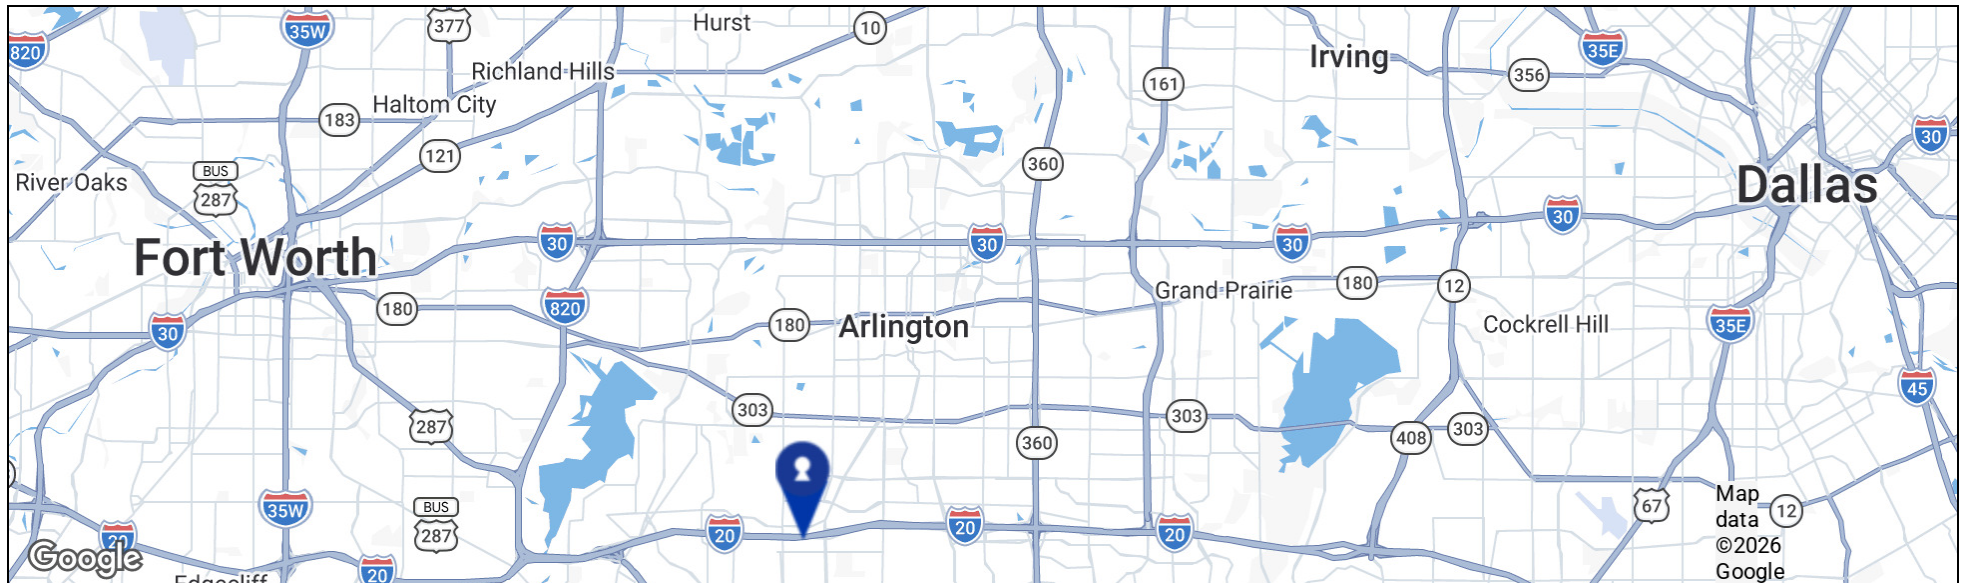 820
35W
377
Hurst
10
Irving
35E
356
Richland Hills
161
Haltom City
183
121
360
30
BUS
287
River Oaks
Dallas
30
30
30
30
Fort Worth
180
12
Grand Prairie
820
180
180
Arlington
Cockrell Hill
35E
30
45
303
303
287
303
408
360
35W
BUS
287
20
20
20
67
12
20
20
Map
data
©2026
Google
Google
Edgecliff